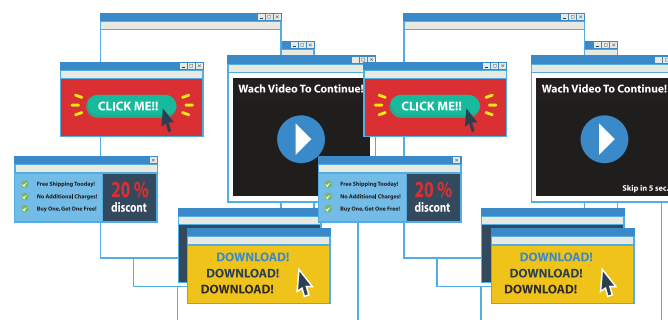 CLICK ME!!
Wach Video To Continue!
Free Shipping Tooday!
No Additional Charges!
Buy One, Get One Free!
20 %
discont
DOWNLOAD!
DOWNLOAD!
DOWNLOAD!
CLICK ME!!
Wach Video To Continue!
Skip in 5 sec.
Free Shipping Tooday!
No Additional Charges!
Buy One, Get One Free!
20 %
discont
DOWNLOAD!
DOWNLOAD!
DOWNLOAD!